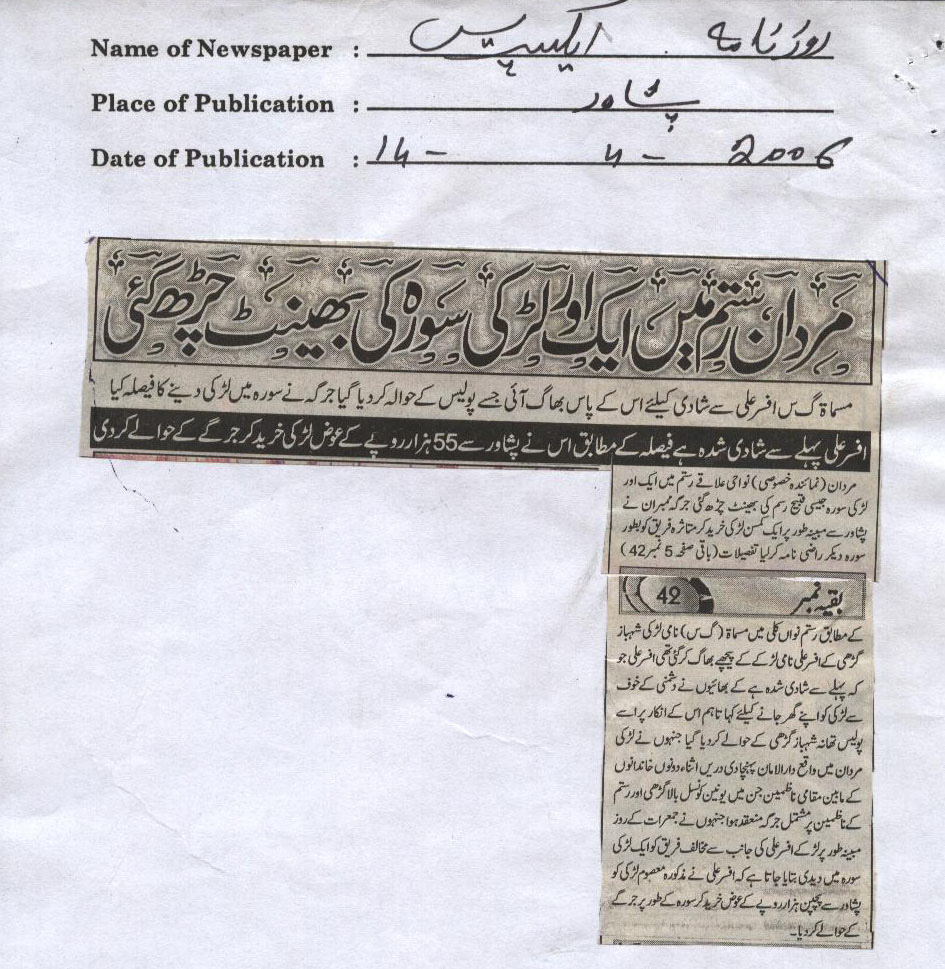 Name of Newspaper : روزنامہ ایکسپریس
Place of Publication : پشاور
Date of Publication : 14 - 4 - 2006
مردان رستم میں ایک اور لڑکی سورہ کی بھینٹ چڑھ گئی
مسماۃ گ س افسر علی سے شادی کیلئے اس کے پاس بھاگ آئی جسے پولیس کے حوالہ کر دیا گیا جرگہ نے سورہ میں لڑکی دینے کا فیصلہ کیا
افسر علی پہلے سے شادی شدہ ہے فیصلہ کے مطابق اس نے پشاور سے 55 ہزار روپے کے عوض لڑکی خرید کر جرگے کے حوالے کر دی
مردان (نمائندہ خصوصی) نواحی علاقے رستم میں ایک اور
لڑکی سورہ جیسی قبیح رسم کی بھینٹ چڑھ گئی جرگہ ممبران نے
پشاور سے مبینہ طور پر ایک کمسن لڑکی خرید کر متاثرہ فریق کو بطور
سورہ دیکر راضی نامہ کر لیا تفصیلات (باقی صفحہ 5 نمبر 42)
بقیہ نمبر 42
کے مطابق رستم نواں کلی میں مسماۃ (گ س) نامی لڑکی شہباز
گڑھی کے افسر علی نامی لڑکے کے پیچھے بھاگ کر گئی تھی افسر علی جو
کہ پہلے سے شادی شدہ ہے کے بھائیوں نے دشمنی کے خوف
سے لڑکی کو اپنے گھر جانے کیلئے کہا تاہم اس کے انکار پر اسے
پولیس تھانہ شہباز گڑھی کے حوالے کر دیا گیا جنہوں نے لڑکی
مردان میں واقع دارالامان پہنچا دی دریں اثناء دونوں خاندانوں
کے مابین مقامی ناظمین جن میں یونین کونسل بالا گڑھی اور رستم
کے ناظمین پر مشتمل جرگہ منعقد ہوا جنہوں نے جمعرات کے روز
مبینہ طور پر لڑکے افسر علی کی جانب سے مخالف فریق کو ایک لڑکی
سورہ میں دیدی بتایا جاتا ہے کہ افسر علی نے مذکورہ معصوم لڑکی کو
پشاور سے پچپن ہزار روپے کے عوض خرید کر سورہ کے طور پر جرگے
کے حوالے کر دیا۔